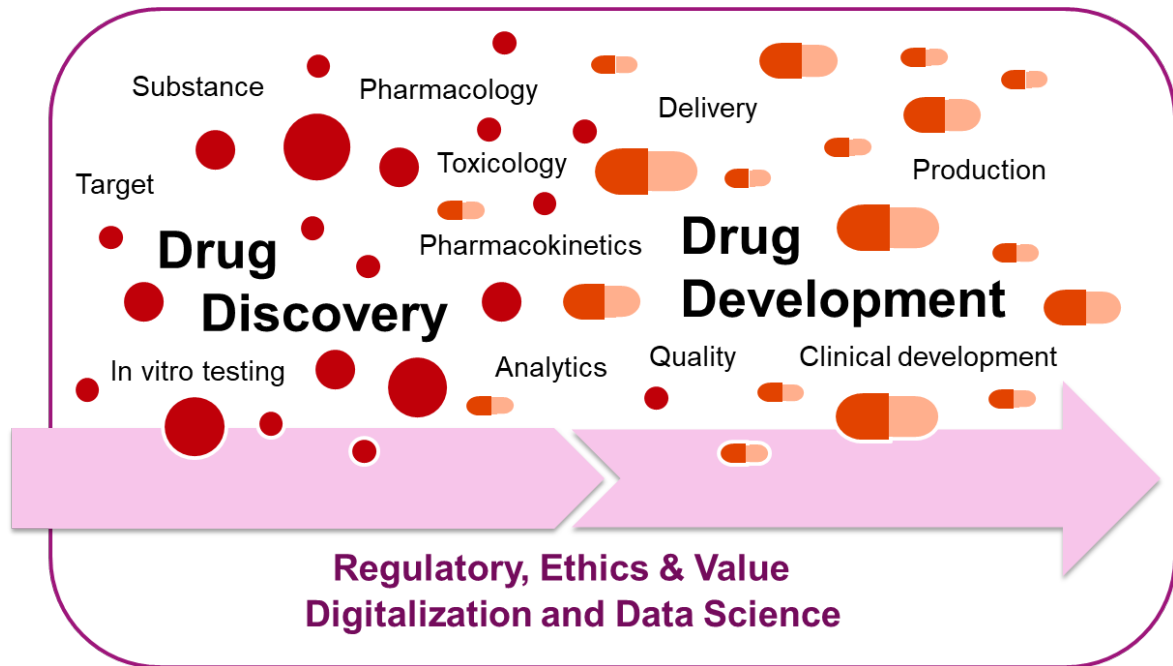 Substance
Pharmacology
Delivery
Target
Toxicology
Production
Drug
Discovery
Pharmacokinetics
Drug
Development
In vitro testing
Analytics
Quality
Clinical development
Regulatory, Ethics & Value
Digitalization and Data Science